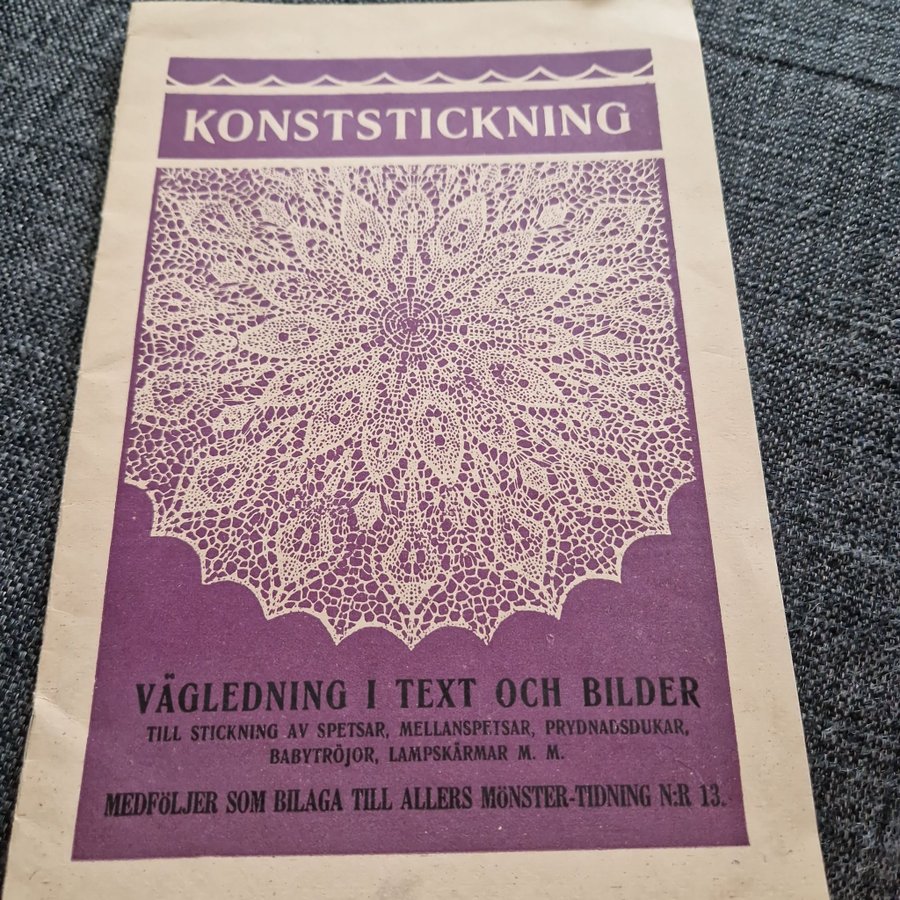 KONSTSTICKNING
VÄGLEDNING I TEXT OCH BILDER
TILL STICKNING AV SPETSAR, MELLANSPETSAR, PRYDNADSDUKAR,
BABYTRÖJOR, LAMPSKÄRMAR M. M.
MEDFÖLJER SOM BILAGA TILL ALLERS MÖNSTER-TIDNING N:R 13.